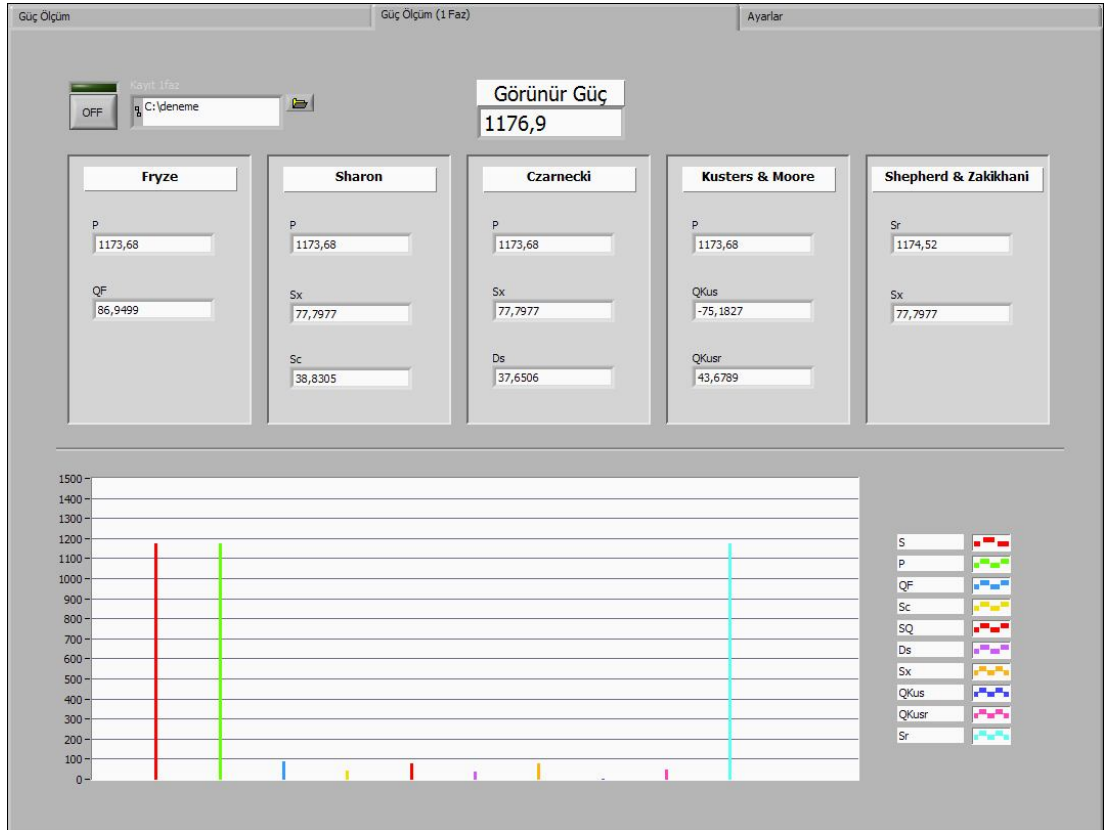 Güç Ölçüm
Güç Ölçüm (1 Faz)
Ayarlar
Kayıt 1faz
OFF
C:\deneme
Görünür Güç
1176,9
Fryze
P
1173,68
QF
86,9499
Sharon
P
1173,68
Sx
77,7977
Sc
38,8305
Czarnecki
P
1173,68
Sx
77,7977
Ds
37,6506
Kusters & Moore
P
1173,68
QKus
-75,1827
QKusr
43,6789
Shepherd & Zakikhani
Sr
1174,52
Sx
77,7977
1500
1400
1300
1200
1100
1000
900
800
700
600
500
400
300
200
100
0
S
P
QF
Sc
SQ
Ds
Sx
QKus
QKusr
Sr